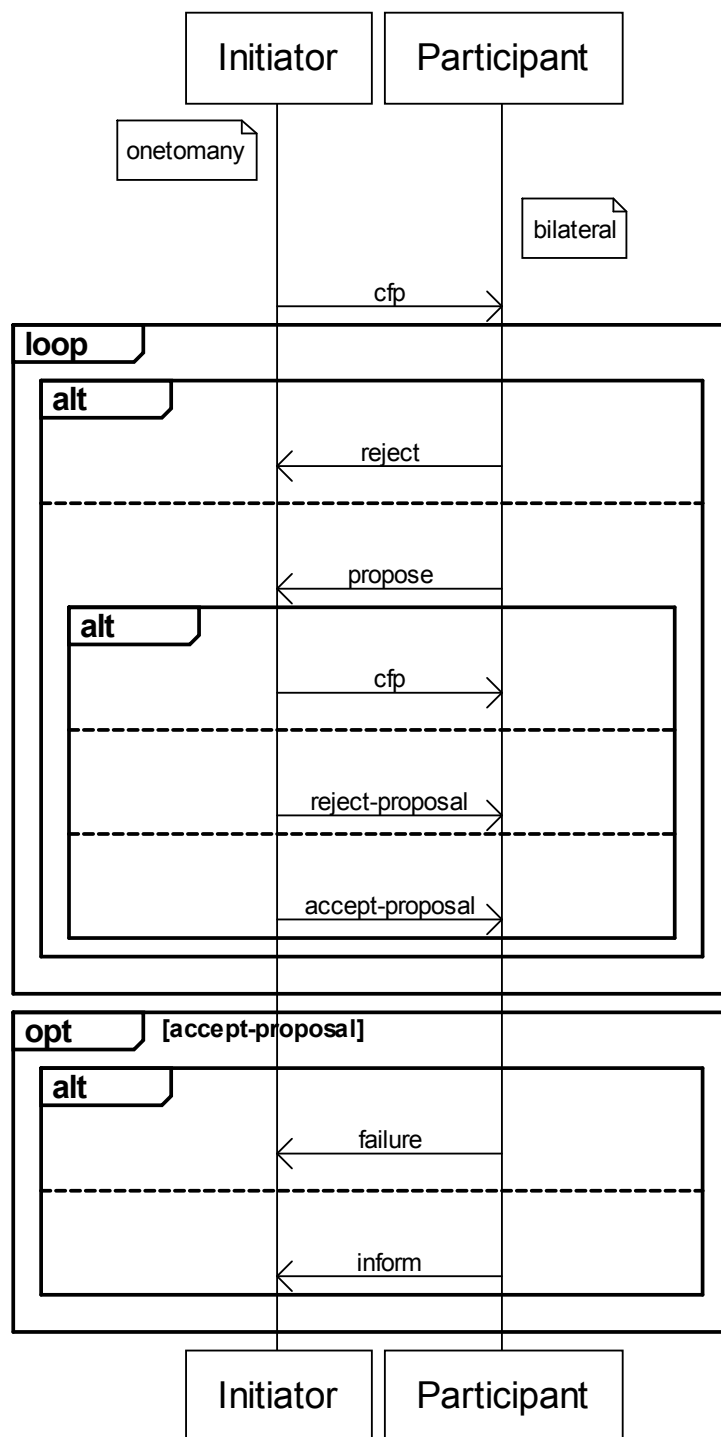 Initiator
Participant
onetomany
bilateral
cfp
loop
alt
reject
propose
alt
cfp
reject-proposal
accept-proposal
opt [accept-proposal]
alt
failure
inform
Initiator
Participant